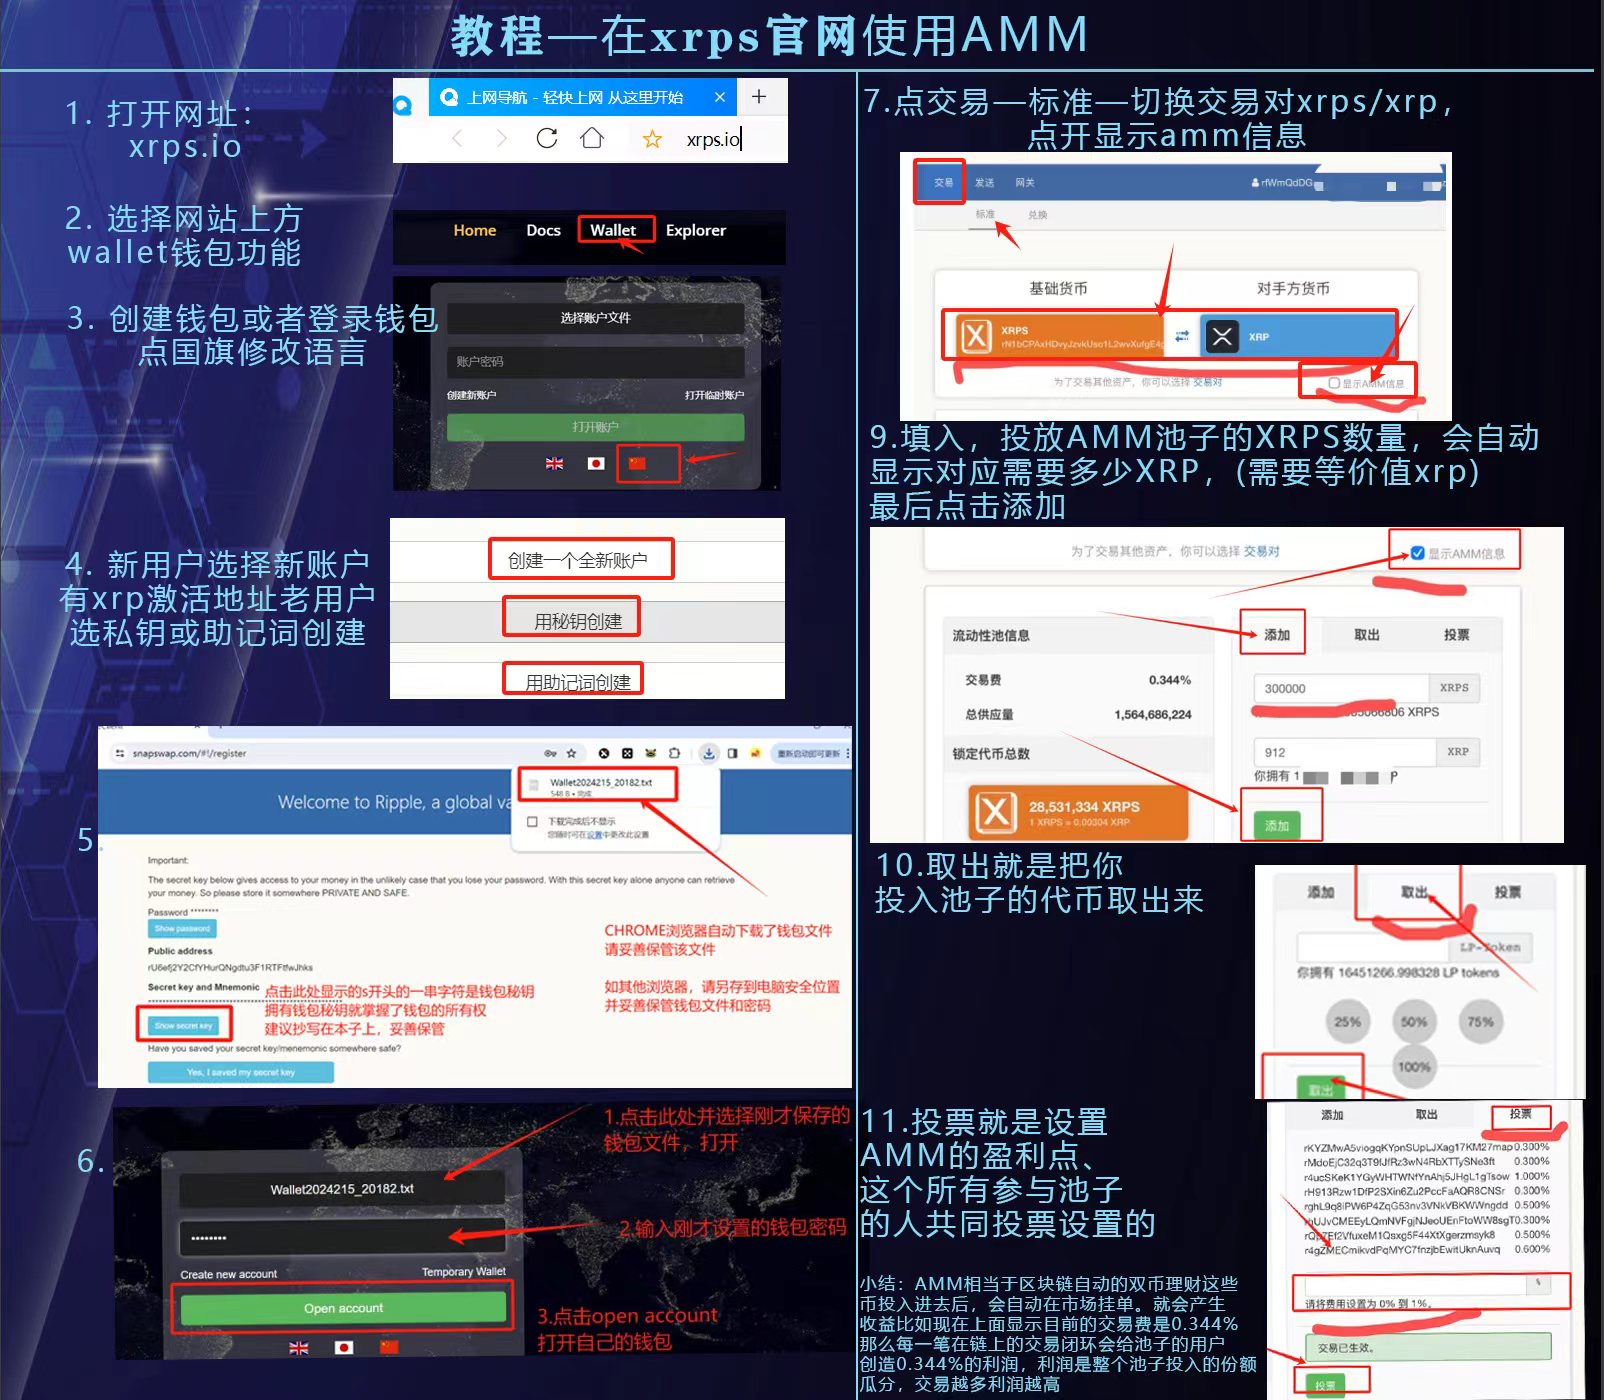 教程—在xrps官网使用AMM
1. 打开网址：
xrps.io
上网导航 - 轻快上网 从这里开始
xrps.io
2. 选择网站上方
wallet钱包功能
Home Docs Wallet Explorer
3. 创建钱包或者登录钱包
点国旗修改语言
选择账户文件
账户密码
创建新账户 打开临时账户
打开账户
4. 新用户选择新账户
有xrp激活地址老用户
选私钥或助记词创建
创建一个全新账户
用秘钥创建
用助记词创建
5.
snapswap.com/#!/register
重新启动即可更新
Wallet2024215_20182.txt
548 B • 完成
下载完成后不显示
您随时可在设置中更改此设置
Welcome to Ripple, a global va
Important:
The secret key below gives access to your money in the unlikely case that you lose your password. With this secret key alone anyone can retrieve
your money. So please store it somewhere PRIVATE AND SAFE.
Password ********
Show password
Public address
rU6efj2Y2CfYHurQNgdtu3F1RTFtfwJhks
Secret key and Mnemonic
Show secret key
Have you saved your secret key/menemonic somewhere safe?
Yes, I saved my secret key
点击此处显示的s开头的一串字符是钱包秘钥
拥有钱包秘钥就掌握了钱包的所有权
建议抄写在本子上，妥善保管
CHROME浏览器自动下载了钱包文件
请妥善保管该文件
如其他浏览器，请另存到电脑安全位置
并妥善保管钱包文件和密码
6.
1.点击此处并选择刚才保存的
钱包文件，打开
Wallet2024215_20182.txt
2.输入刚才设置的钱包密码
••••••••
Create new account Temporary Wallet
Open account
3.点击open account
打开自己的钱包
7.点交易—标准—切换交易对xrps/xrp，
点开显示amm信息
交易 发送 网关
rfWmQdDG
标准 兑换
基础货币 对手方货币
XRPS
XRP
为了交易其他资产，你可以选择 交易对
显示AMM信息
9.填入，投放AMM池子的XRPS数量，会自动
显示对应需要多少XRP，(需要等价值xrp)
最后点击添加
为了交易其他资产，你可以选择 交易对
显示AMM信息
流动性池信息
交易费 0.344%
总供应量 1,564,686,224
锁定代币总数
28,531,334 XRPS
1 XRPS = 0.00304 XRP
添加 取出 投票
300000 XRPS
XRPS
912 XRP
你拥有 1
添加
10.取出就是把你
投入池子的代币取出来
添加 取出 投票
LP-Token
你拥有 16451266.998328 LP tokens
25% 50% 75%
100%
取出
11.投票就是设置
AMM的盈利点、
这个所有参与池子
的人共同投票设置的
添加 取出 投票
rKYZMwA5viogqKYpnSUpLJXag17KM27map 0.300%
rMdoEjC32q3T9fJfRz3wN4RbXTTySNe3ft 0.300%
r4ucSKeK1YGyWHTWNfYnAhj5JHgL1gTsow 1.000%
rH913Rzw1DfP2SXin6Zu2PccFaAQR8CNSr 0.300%
rghL9q8iPW6P4ZqG53nv3VNkVBKWWngdd 0.500%
0.300%
0.500%
r4gZMECmikvdPqMYC7fnzjbEwitUknAuvq 0.600%
%
请将费用设置为 0% 到 1%。
交易已生效。
投票
小结：AMM相当于区块链自动的双币理财这些
币投入进去后，会自动在市场挂单。就会产生
收益比如现在上面显示目前的交易费是0.344%
那么每一笔在链上的交易闭环会给池子的用户
创造0.344%的利润，利润是整个池子投入的份额
瓜分，交易越多利润越高